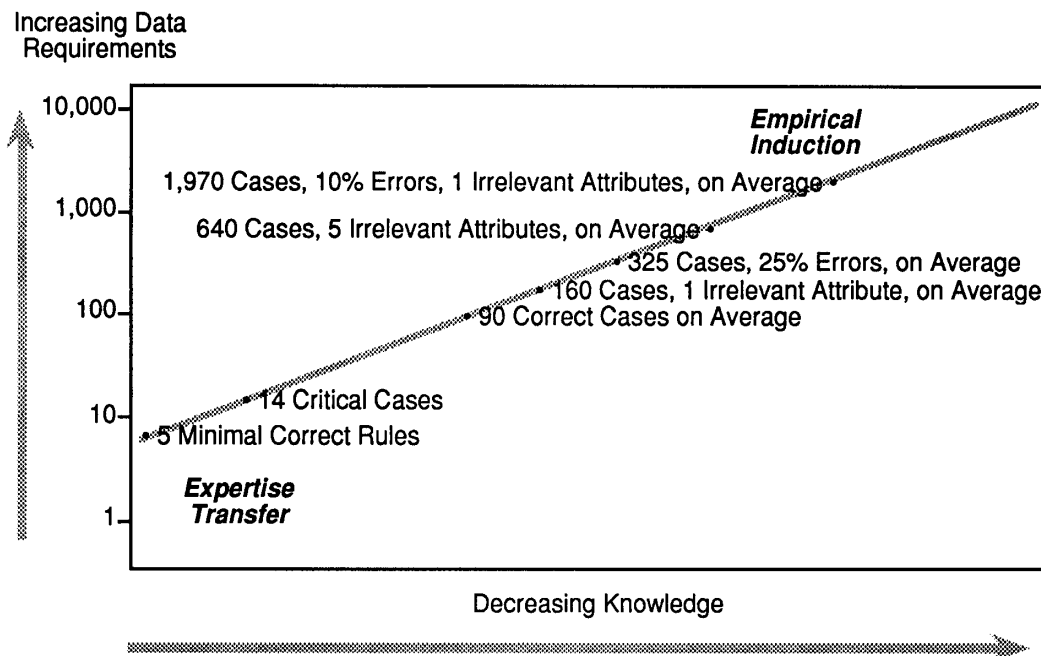 Increasing Data
Requirements
10,000
Empirical
Induction
1,970 Cases, 10% Errors, 1 Irrelevant Attributes, on Average
1,000
640 Cases, 5 Irrelevant Attributes, on Average
325 Cases, 25% Errors, on Average
160 Cases, 1 Irrelevant Attribute, on Average
100
90 Correct Cases on Average
14 Critical Cases
10
5 Minimal Correct Rules
Expertise
Transfer
1
Decreasing Knowledge